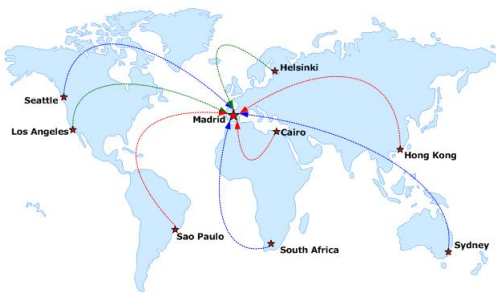 Helsinki
Seattle
Madrid
Los Angeles
Cairo
Hong Kong
Sao Paulo
South Africa
Sydney